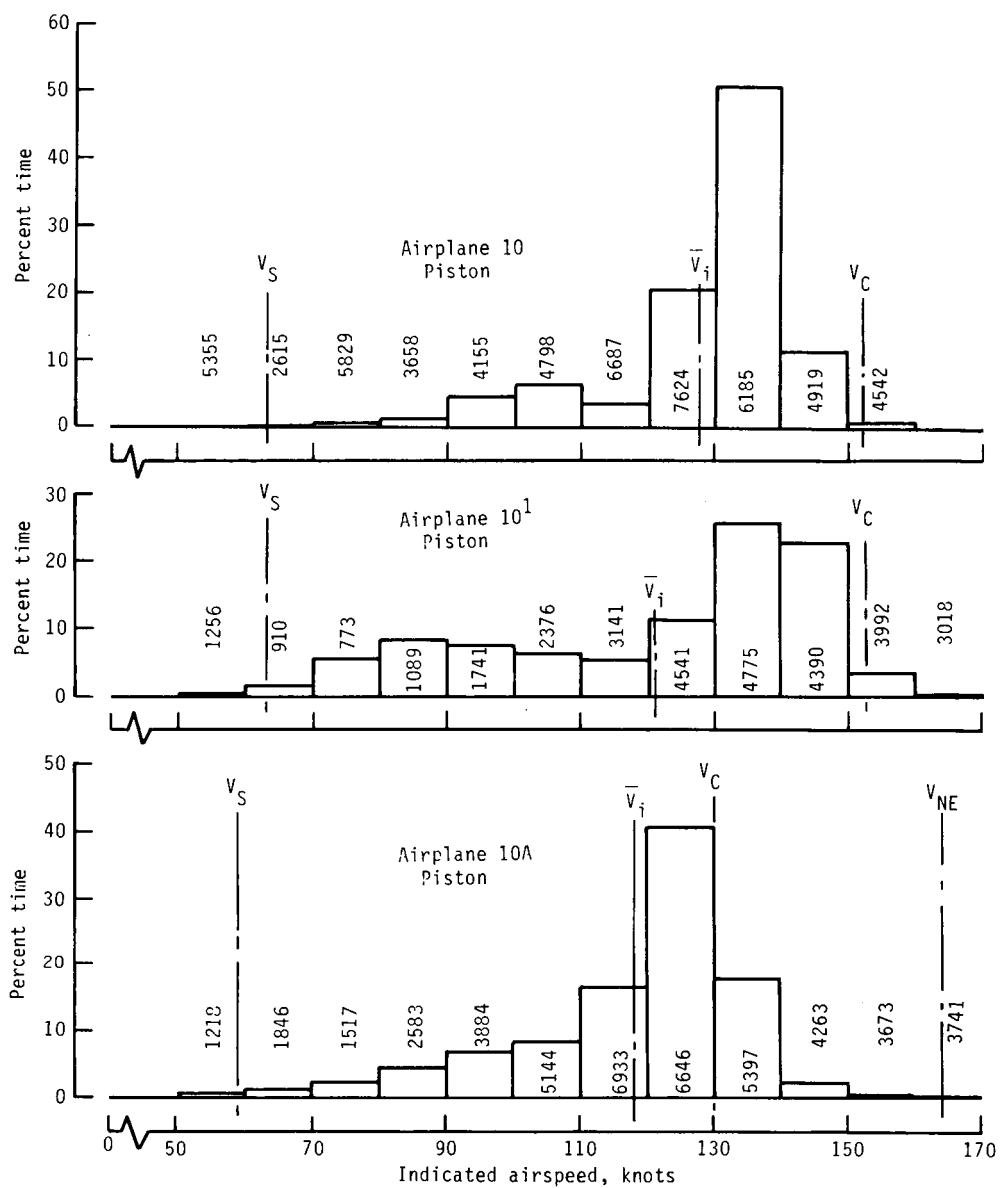 60
50
40
30
20
10
0
Percent time
Airplane 10
Piston
V_S
V̅_i
V_C
5355
2615
5829
3658
4155
4798
6687
7624
6185
4919
4542
30
20
10
0
Percent time
Airplane 10^1
Piston
V_S
V̅_i
V_C
1256
910
773
1089
1741
2376
3141
4541
4775
4390
3992
3018
50
40
30
20
10
0
Percent time
Airplane 10A
Piston
V_S
V̅_i
V_C
V_NE
1218
1846
1517
2583
3884
5144
6933
6646
5397
4263
3673
3741
0 50 70 90 110 130 150 170
Indicated airspeed, knots